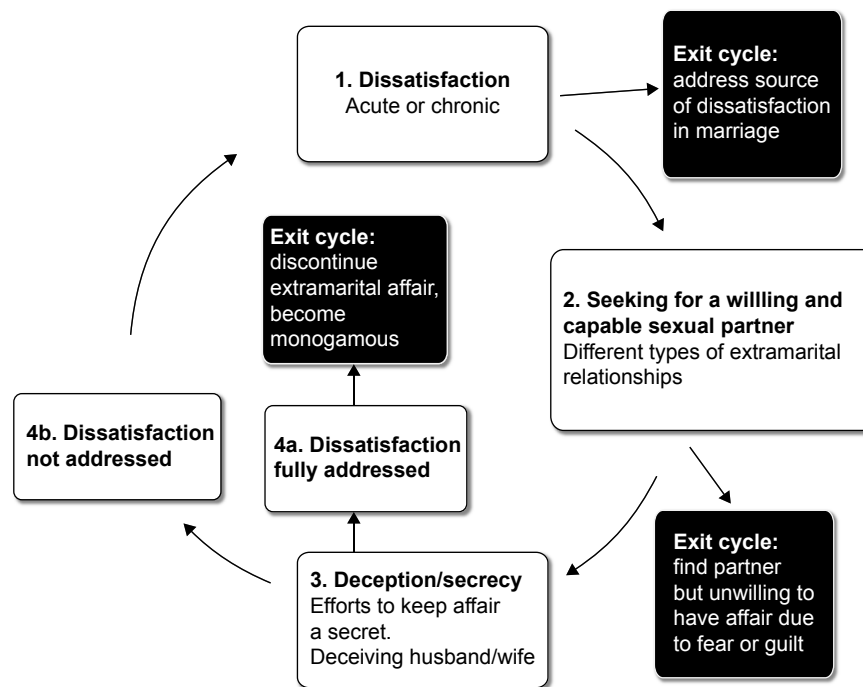 1. Dissatisfaction
Acute or chronic
Exit cycle:
address source
of dissatisfaction
in marriage
Exit cycle:
discontinue
extramarital affair,
become
monogamous
2. Seeking for a willling and
capable sexual partner
Different types of extramarital
relationships
4b. Dissatisfaction
not addressed
4a. Dissatisfaction
fully addressed
3. Deception/secrecy
Efforts to keep affair
a secret.
Deceiving husband/wife
Exit cycle:
find partner
but unwilling to
have affair due
to fear or guilt